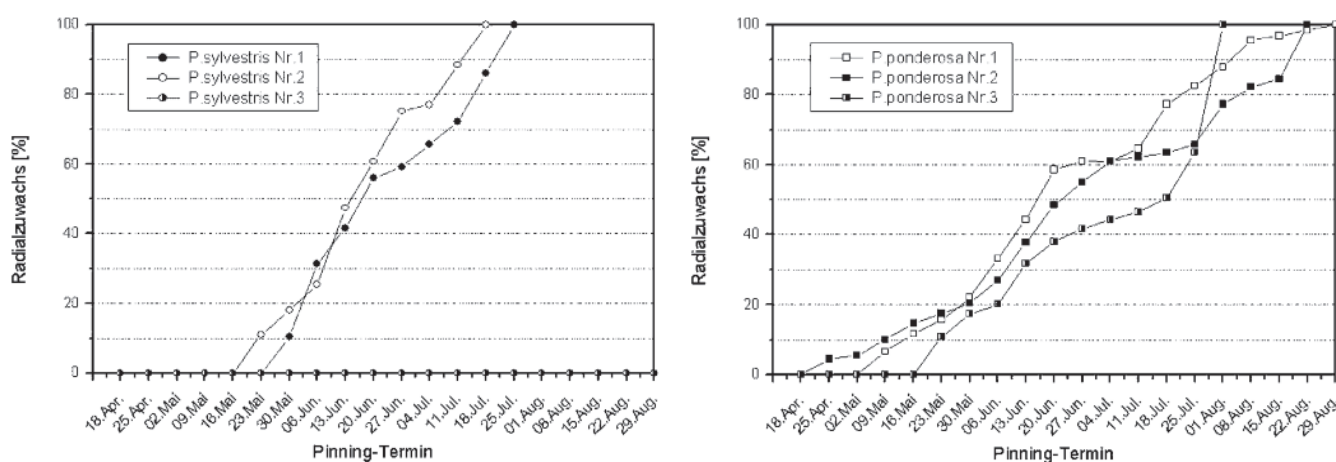 100
80
60
40
20
0
Radialzuwachs [%]
P.sylvestris Nr.1
P.sylvestris Nr.2
P.sylvestris Nr.3
18.Apr.
25.Apr.
02.Mai
09.Mai
16.Mai
23.Mai
30.Mai
06.Jun.
13.Jun.
20.Jun.
27.Jun.
04.Jul.
11.Jul.
18.Jul.
25.Jul.
01.Aug.
08.Aug.
15.Aug.
22.Aug.
29.Aug.
Pinning-Termin
100
80
60
40
20
0
Radialzuwachs [%]
P.ponderosa Nr.1
P.ponderosa Nr.2
P.ponderosa Nr.3
18.Apr.
25.Apr.
02.Mai
09.Mai
16.Mai
23.Mai
30.Mai
06.Jun.
13.Jun.
20.Jun.
27.Jun.
04.Jul.
11.Jul.
18.Jul.
25.Jul.
01.Aug.
08.Aug.
15.Aug.
22.Aug.
29.Aug.
Pinning-Termin